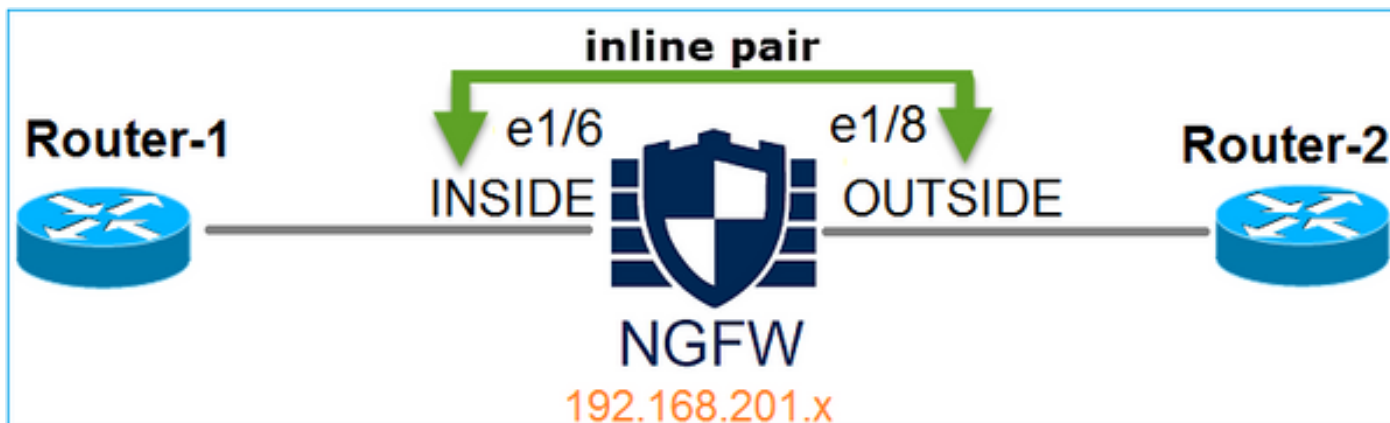 inline pair
Router-1
e1/6
e1/8
Router-2
INSIDE
OUTSIDE
NGFW
192.168.201.x